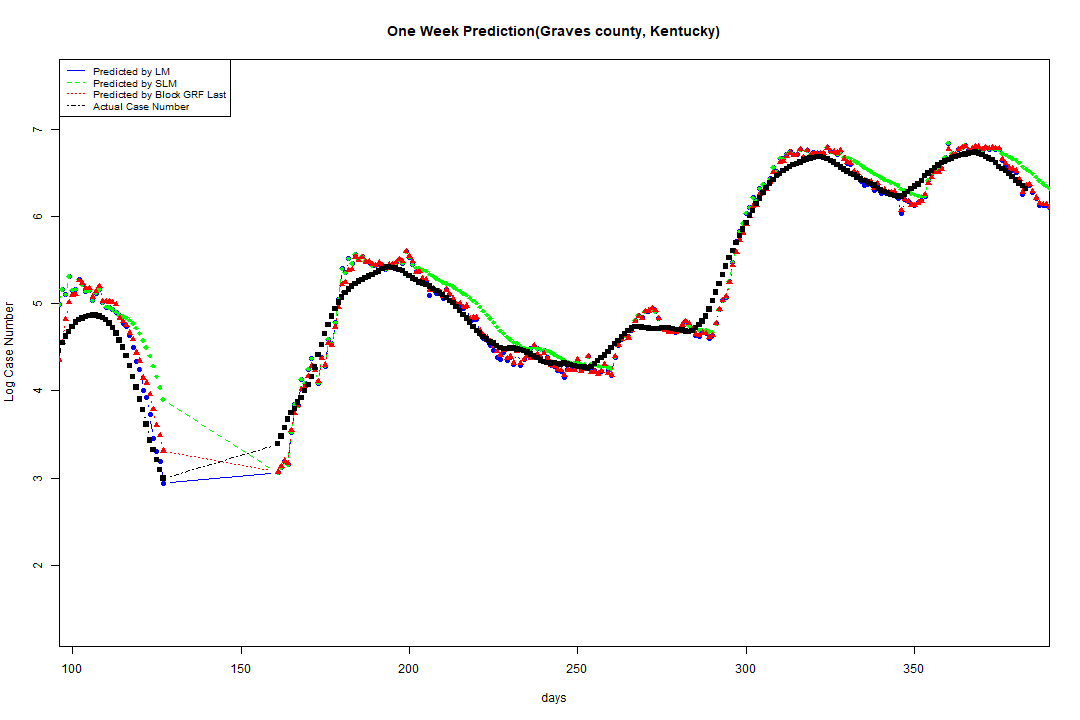 One Week Prediction(Graves county, Kentucky)
Predicted by LM
Predicted by SLM
Predicted by Block GRF Last
Actual Case Number
Log Case Number
7
6
5
4
3
2
100 150 200 250 300 350
days